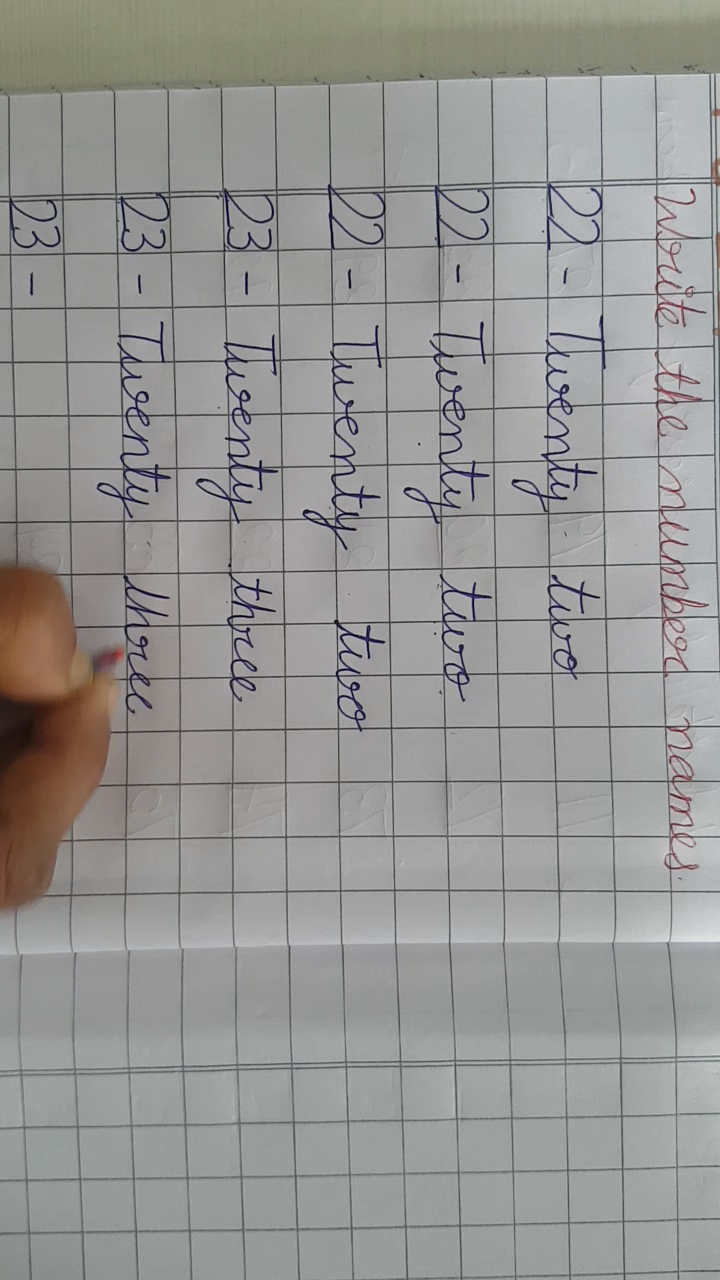 Write the number names.
22 - Twenty two
22 - Twenty two
22 - Twenty two
23 - Twenty three
23 - Twenty three
23 -